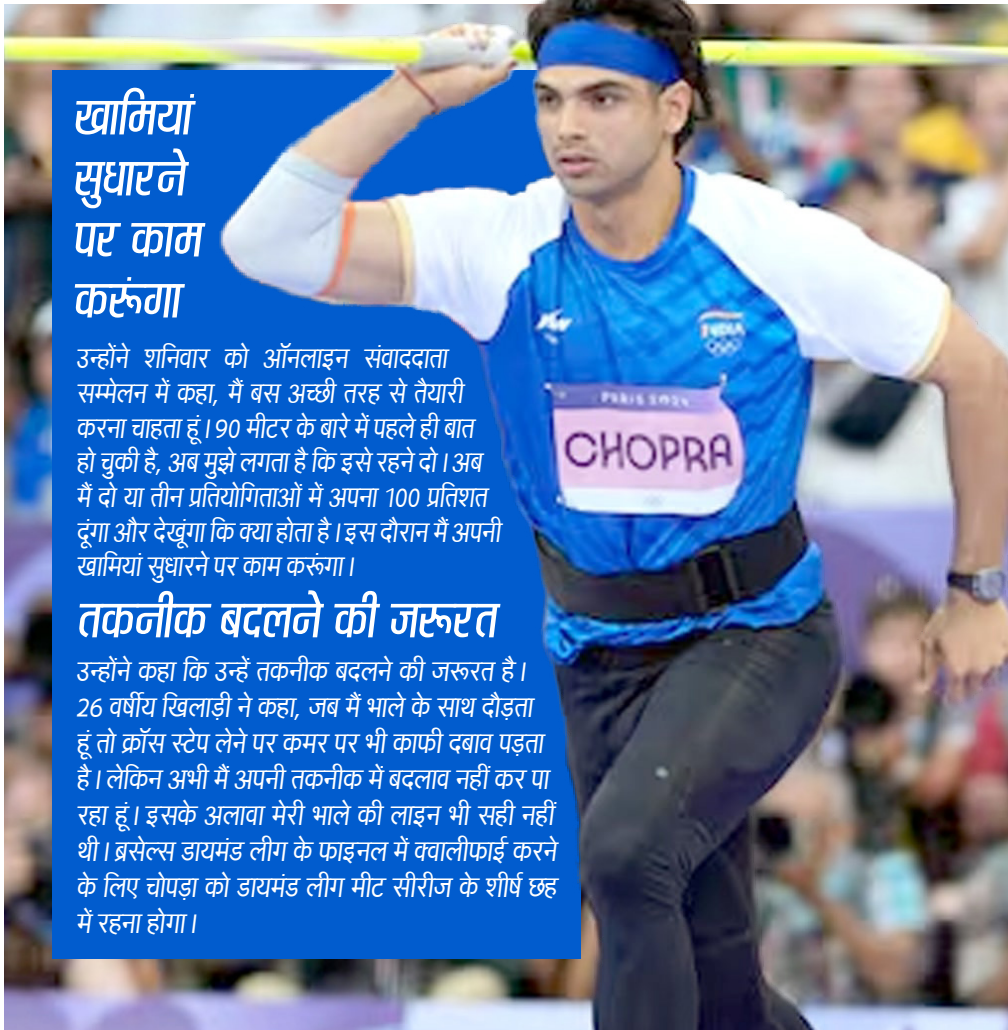 खामियां
सुधारने
पर काम
करूंगा
उन्होंने शनिवार को ऑनलाइन संवाददाता
सम्मेलन में कहा, मैं बस अच्छी तरह से तैयारी
करना चाहता हूं। 90 मीटर के बारे में पहले ही बात
हो चुकी है, अब मुझे लगता है कि इसे रहने दो। अब
मैं दो या तीन प्रतियोगिताओं में अपना 100 प्रतिशत
दूंगा और देखूंगा कि क्या होता है। इस दौरान मैं अपनी
खामियां सुधारने पर काम करूंगा।
तकनीक बदलने की जरूरत
उन्होंने कहा कि उन्हें तकनीक बदलने की जरूरत है।
26 वर्षीय खिलाड़ी ने कहा, जब मैं भाले के साथ दौड़ता
हूं तो क्रॉस स्टेप लेने पर कमर पर भी काफी दबाव पड़ता
है। लेकिन अभी मैं अपनी तकनीक में बदलाव नहीं कर पा
रहा हूं। इसके अलावा मेरी भाले की लाइन भी सही नहीं
थी। ब्रसेल्स डायमंड लीग के फाइनल में क्वालीफाई करने
के लिए चोपड़ा को डायमंड लीग मीट सीरीज के शीर्ष छह
में रहना होगा।
INDIA
PARIS 2024
CHOPRA